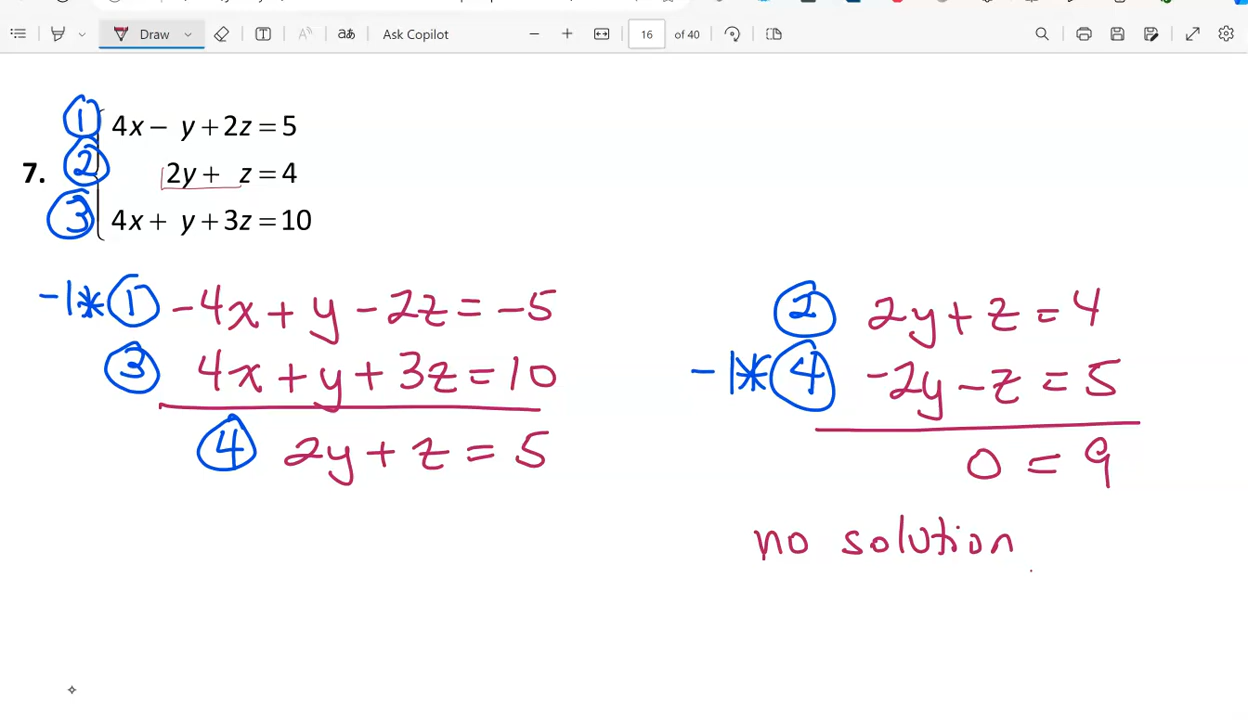 Draw
Ask Copilot
16 of 40
① 4x − y + 2z = 5
7. ② 2y + z = 4
③ 4x + y + 3z = 10
-1* ① -4x + y - 2z = -5
③ 4x + y + 3z = 10
④ 2y + z = 5
② 2y + z = 4
-1* ④ -2y - z = 5
0 = 9
no solution